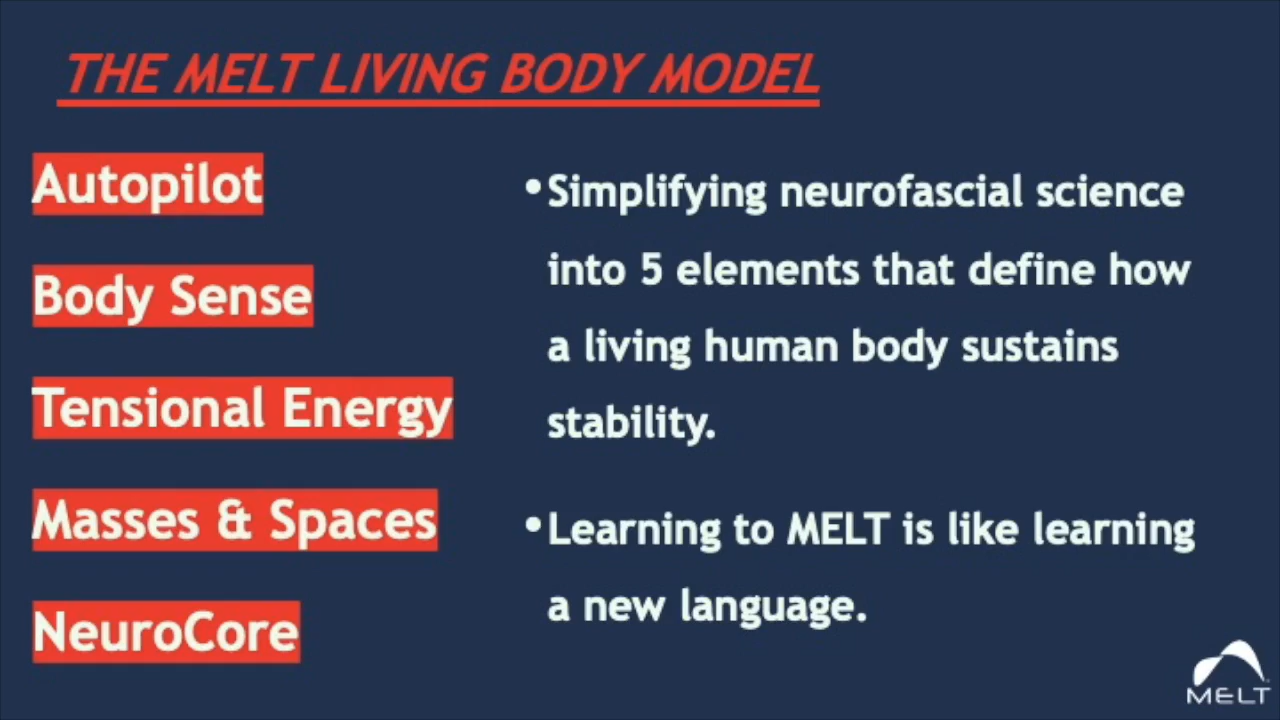 THE MELT LIVING BODY MODEL
Autopilot
Body Sense
Tensional Energy
Masses & Spaces
NeuroCore
•Simplifying neurofascial science
into 5 elements that define how
a living human body sustains
stability.
•Learning to MELT is like learning
a new language.
MELT